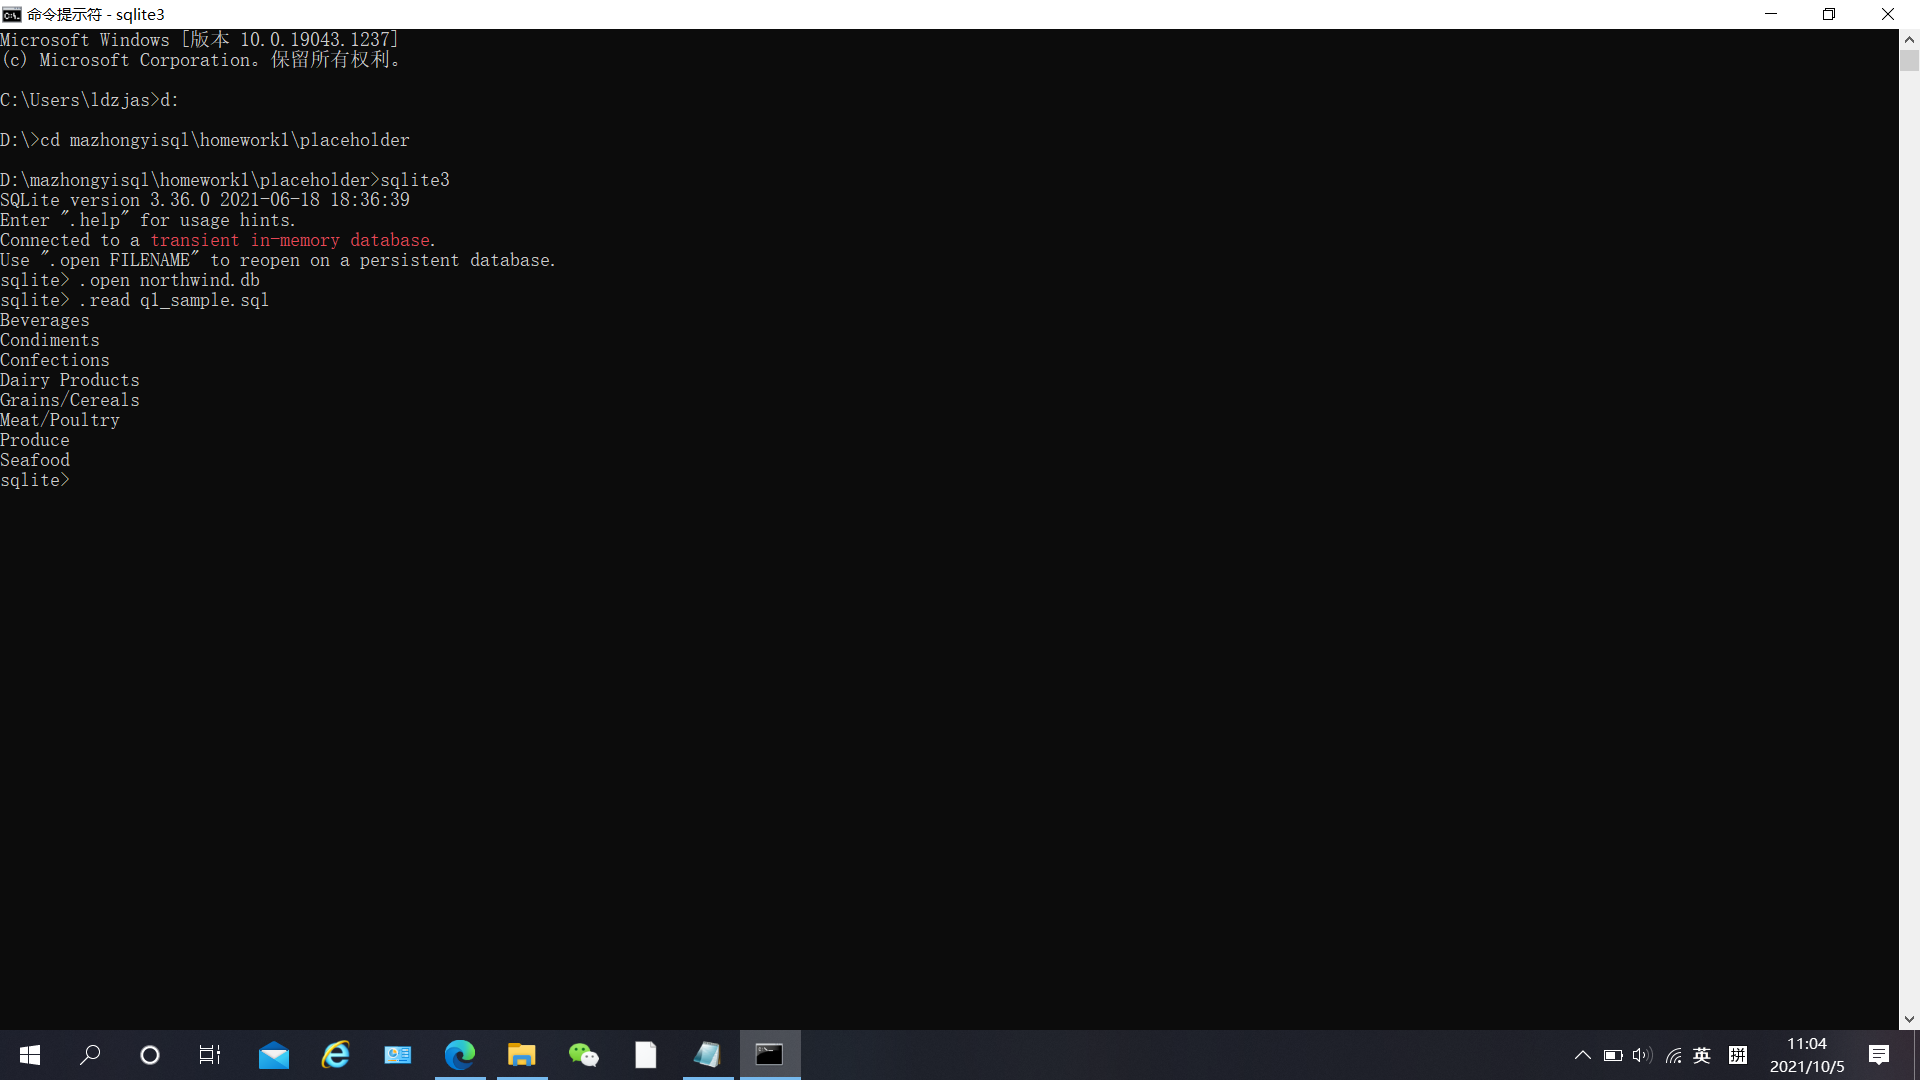 命令提示符 - sqlite3
Microsoft Windows [版本 10.0.19043.1237]
(c) Microsoft Corporation。保留所有权利。
C:\Users\ldzjas>d:
D:\>cd mazhongyisql\homework1\placeholder
D:\mazhongyisql\homework1\placeholder>sqlite3
SQLite version 3.36.0 2021-06-18 18:36:39
Enter ".help" for usage hints.
Connected to a transient in-memory database.
Use ".open FILENAME" to reopen on a persistent database.
sqlite> .open northwind.db
sqlite> .read q1_sample.sql
Beverages
Condiments
Confections
Dairy Products
Grains/Cereals
Meat/Poultry
Produce
Seafood
sqlite>
英 拼 11:04
2021/10/5